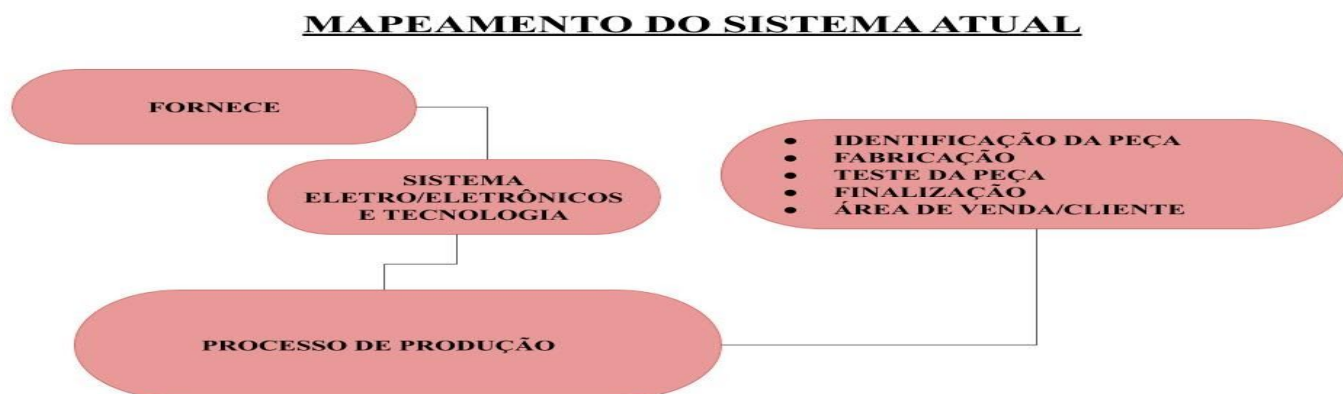 MAPEAMENTO DO SISTEMA ATUAL
FORNECE
SISTEMA
ELETRO/ELETRÔNICOS
E TECNOLOGIA
● IDENTIFICAÇÃO DA PEÇA
● FABRICAÇÃO
● TESTE DA PEÇA
● FINALIZAÇÃO
● ÁREA DE VENDA/CLIENTE
PROCESSO DE PRODUÇÃO